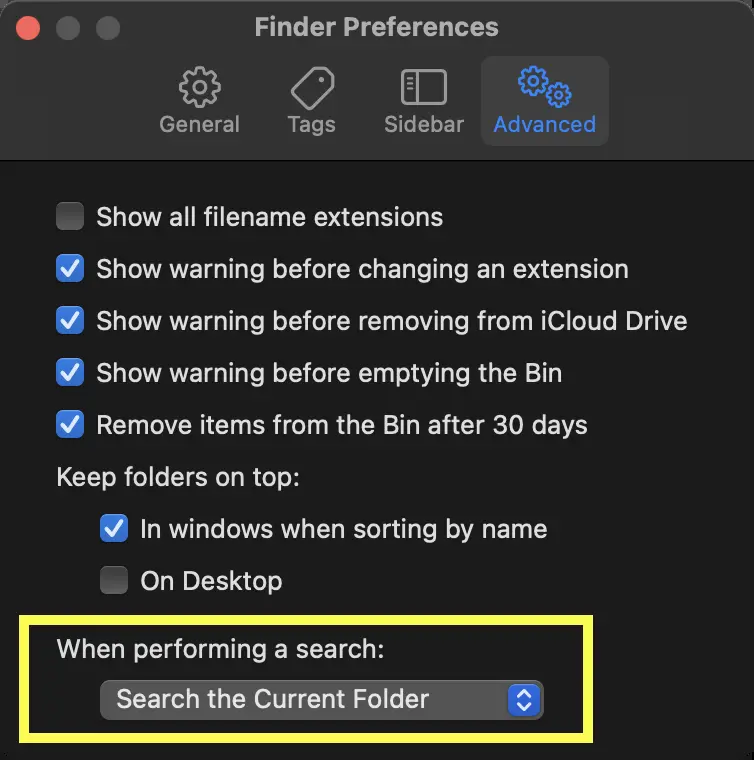 Finder Preferences
General
Tags
Sidebar
Advanced
Show all filename extensions
Show warning before changing an extension
Show warning before removing from iCloud Drive
Show warning before emptying the Bin
Remove items from the Bin after 30 days
Keep folders on top:
In windows when sorting by name
On Desktop
When performing a search:
Search the Current Folder